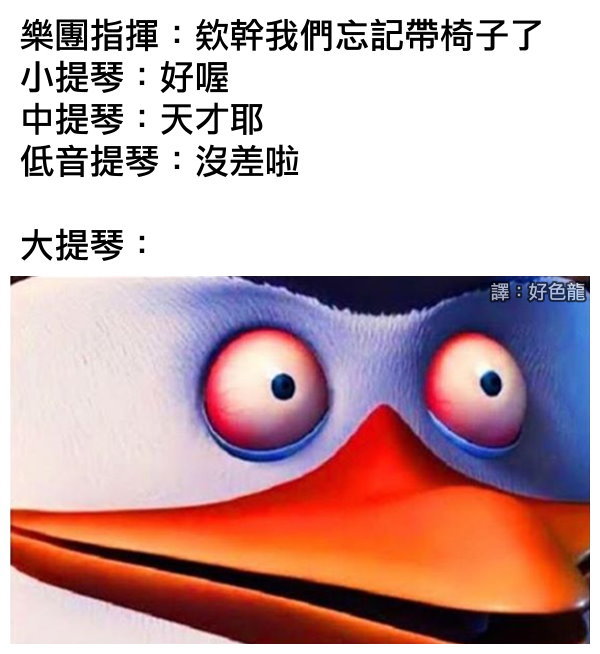 樂團指揮：欸幹我們忘記帶椅子了
小提琴：好喔
中提琴：天才耶
低音提琴：沒差啦
大提琴：
譯：好色龍